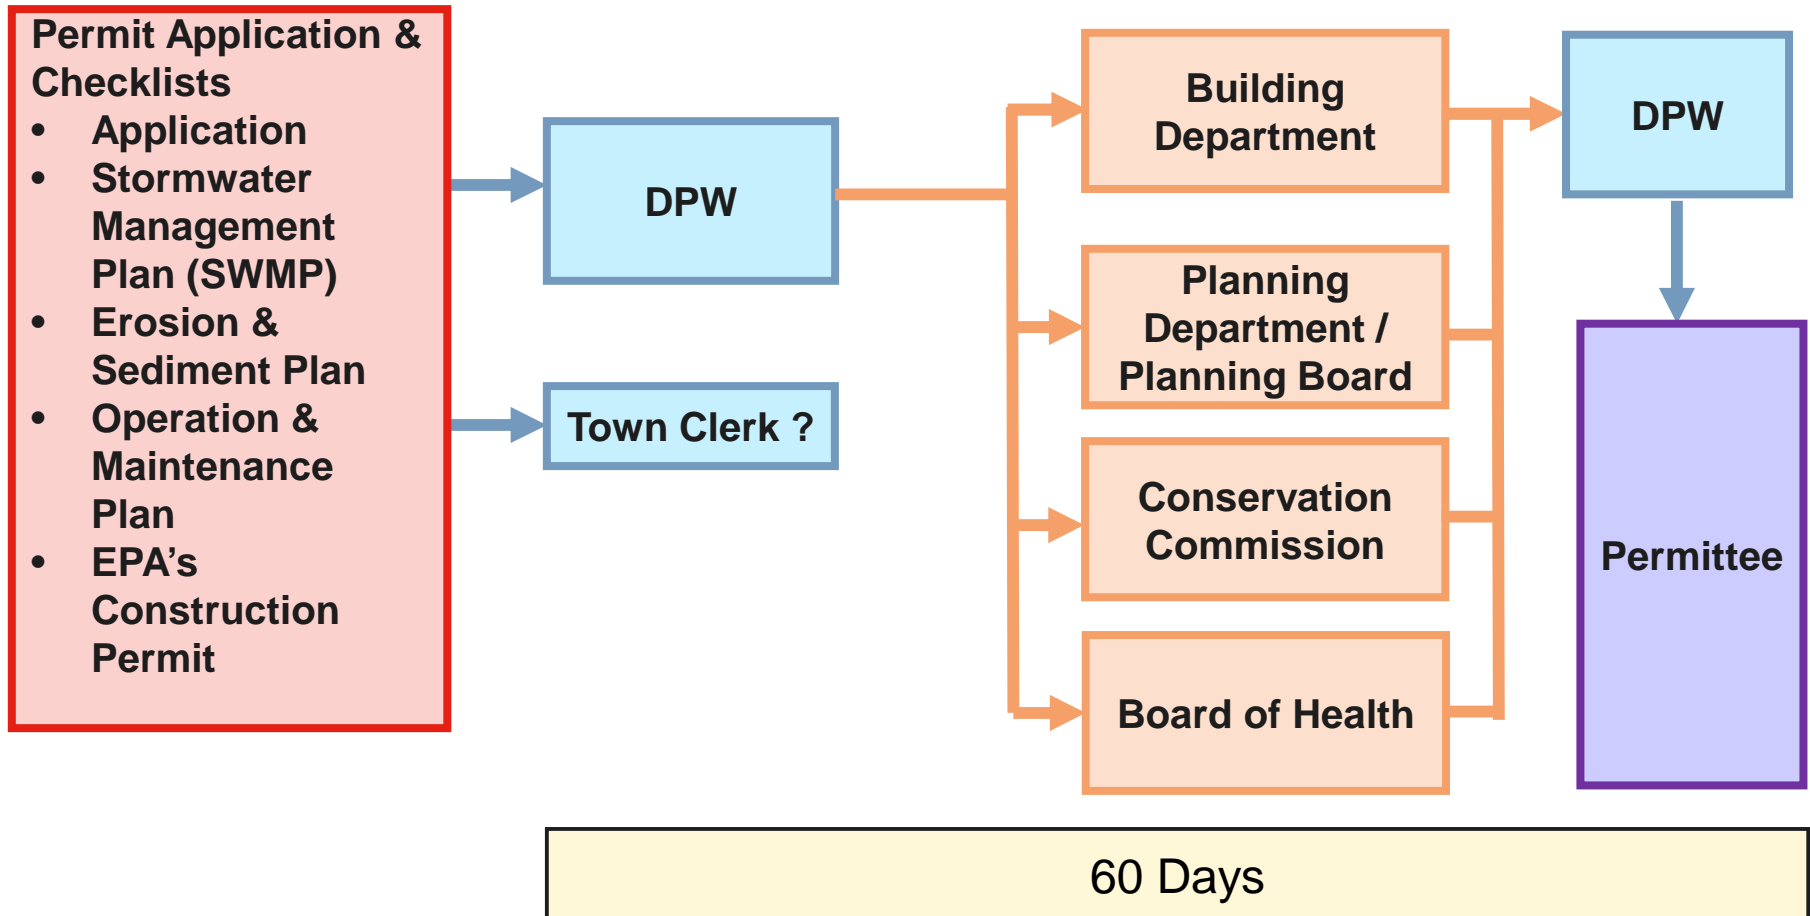 Permit Application &
Checklists
• Application
• Stormwater
Management
Plan (SWMP)
• Erosion &
Sediment Plan
• Operation &
Maintenance
Plan
• EPA’s
Construction
Permit
DPW
Town Clerk ?
Building
Department
Planning
Department /
Planning Board
Conservation
Commission
Board of Health
DPW
Permittee
60 Days